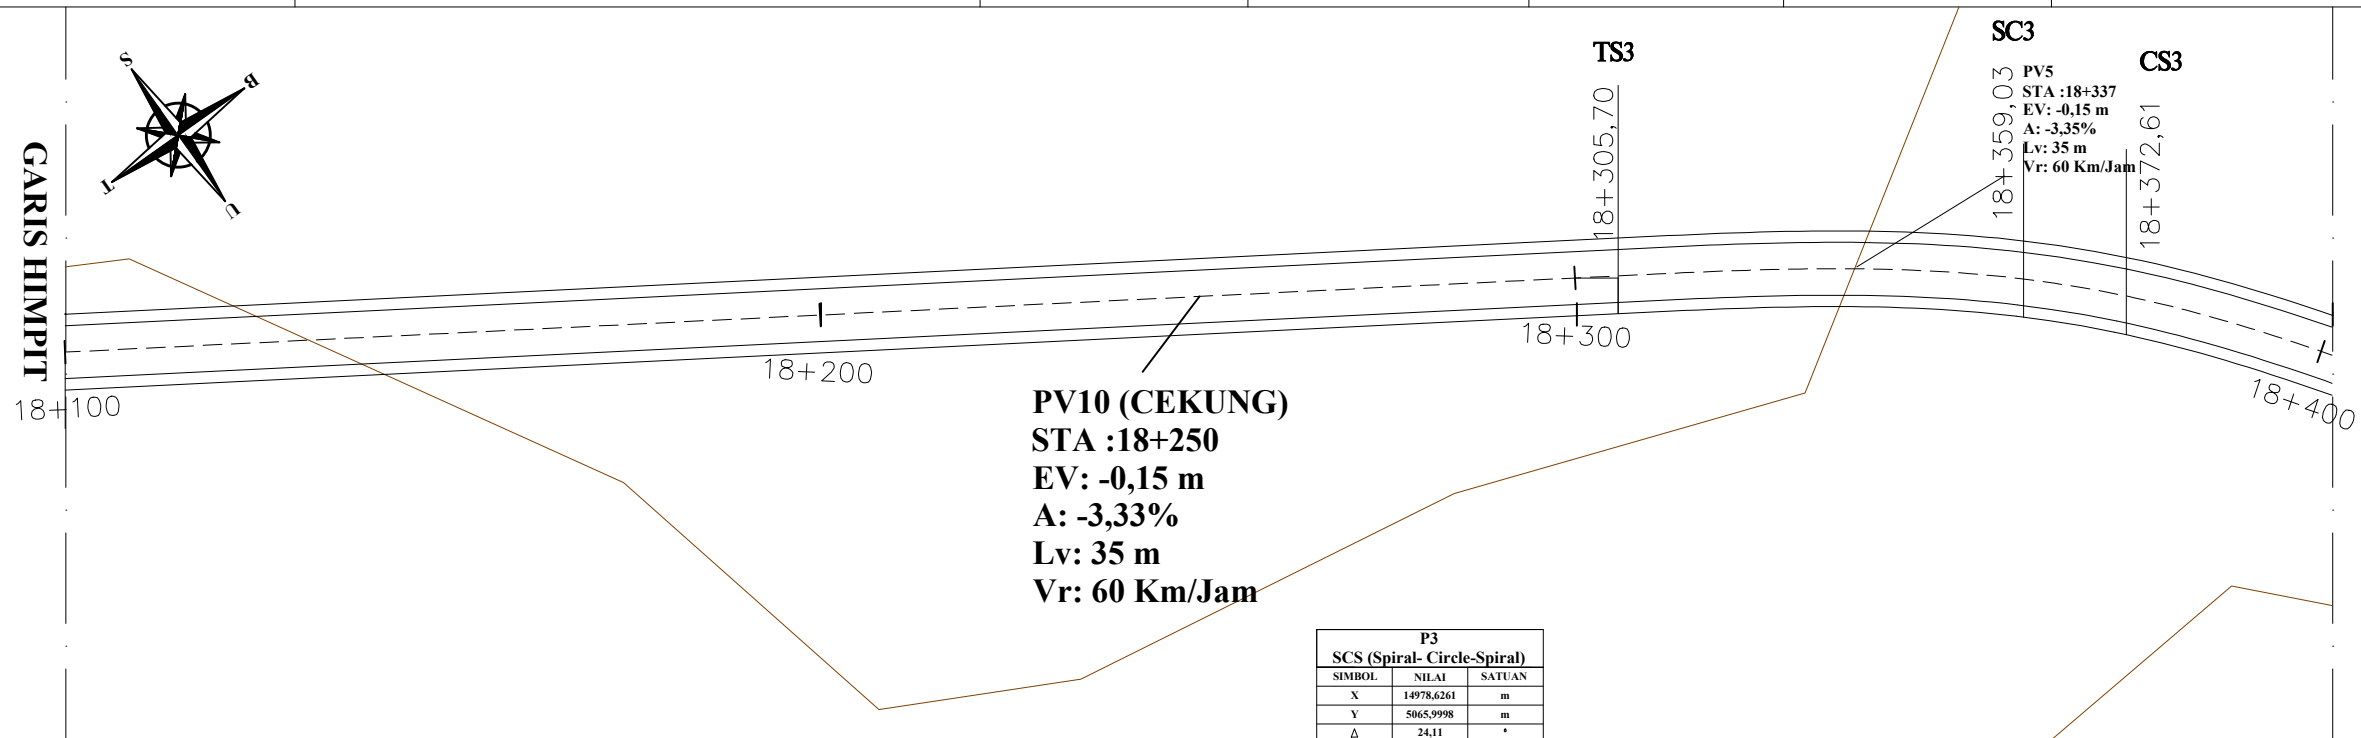 GARIS HIMPIT
S
B
T
U
TS3
SC3
CS3
18+305,70
18+359,03
18+372,61
PV5
STA :18+337
EV: -0,15 m
A: -3,35%
Lv: 35 m
Vr: 60 Km/Jam
18+100
18+200
18+300
18+400
PV10 (CEKUNG)
STA :18+250
EV: -0,15 m
A: -3,33%
Lv: 35 m
Vr: 60 Km/Jam
P3
SCS (Spiral- Circle-Spiral)
SIMBOL NILAI SATUAN
X 14978,6261 m
Y 5065,9998 m
Δ 24,11 °